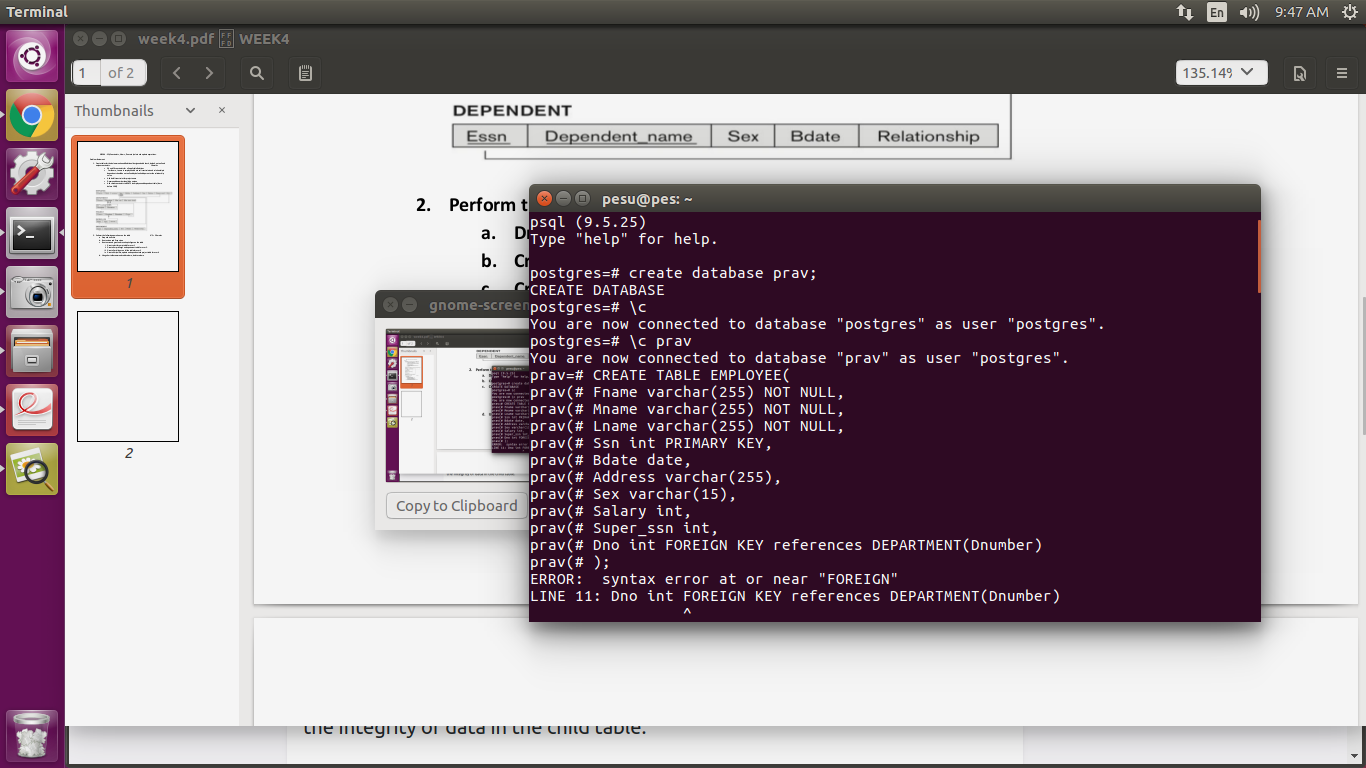 Terminal
En
9:47 AM
week4.pdf WEEK4
1 of 2
135.14%
Thumbnails
1
2
DEPENDENT
Essn Dependent_name Sex Bdate Relationship
2. Perform t
a.
b.
gnome-screen
Copy to Clipboard
pesu@pes: ~
psql (9.5.25)
Type "help" for help.
postgres=# create database prav;
CREATE DATABASE
postgres=# \c
You are now connected to database "postgres" as user "postgres".
postgres=# \c prav
You are now connected to database "prav" as user "postgres".
prav=# CREATE TABLE EMPLOYEE(
prav(# Fname varchar(255) NOT NULL,
prav(# Mname varchar(255) NOT NULL,
prav(# Lname varchar(255) NOT NULL,
prav(# Ssn int PRIMARY KEY,
prav(# Bdate date,
prav(# Address varchar(255),
prav(# Sex varchar(15),
prav(# Salary int,
prav(# Super_ssn int,
prav(# Dno int FOREIGN KEY references DEPARTMENT(Dnumber)
prav(# );
ERROR:  syntax error at or near "FOREIGN"
LINE 11: Dno int FOREIGN KEY references DEPARTMENT(Dnumber)
^
the integrity of data in the child table.